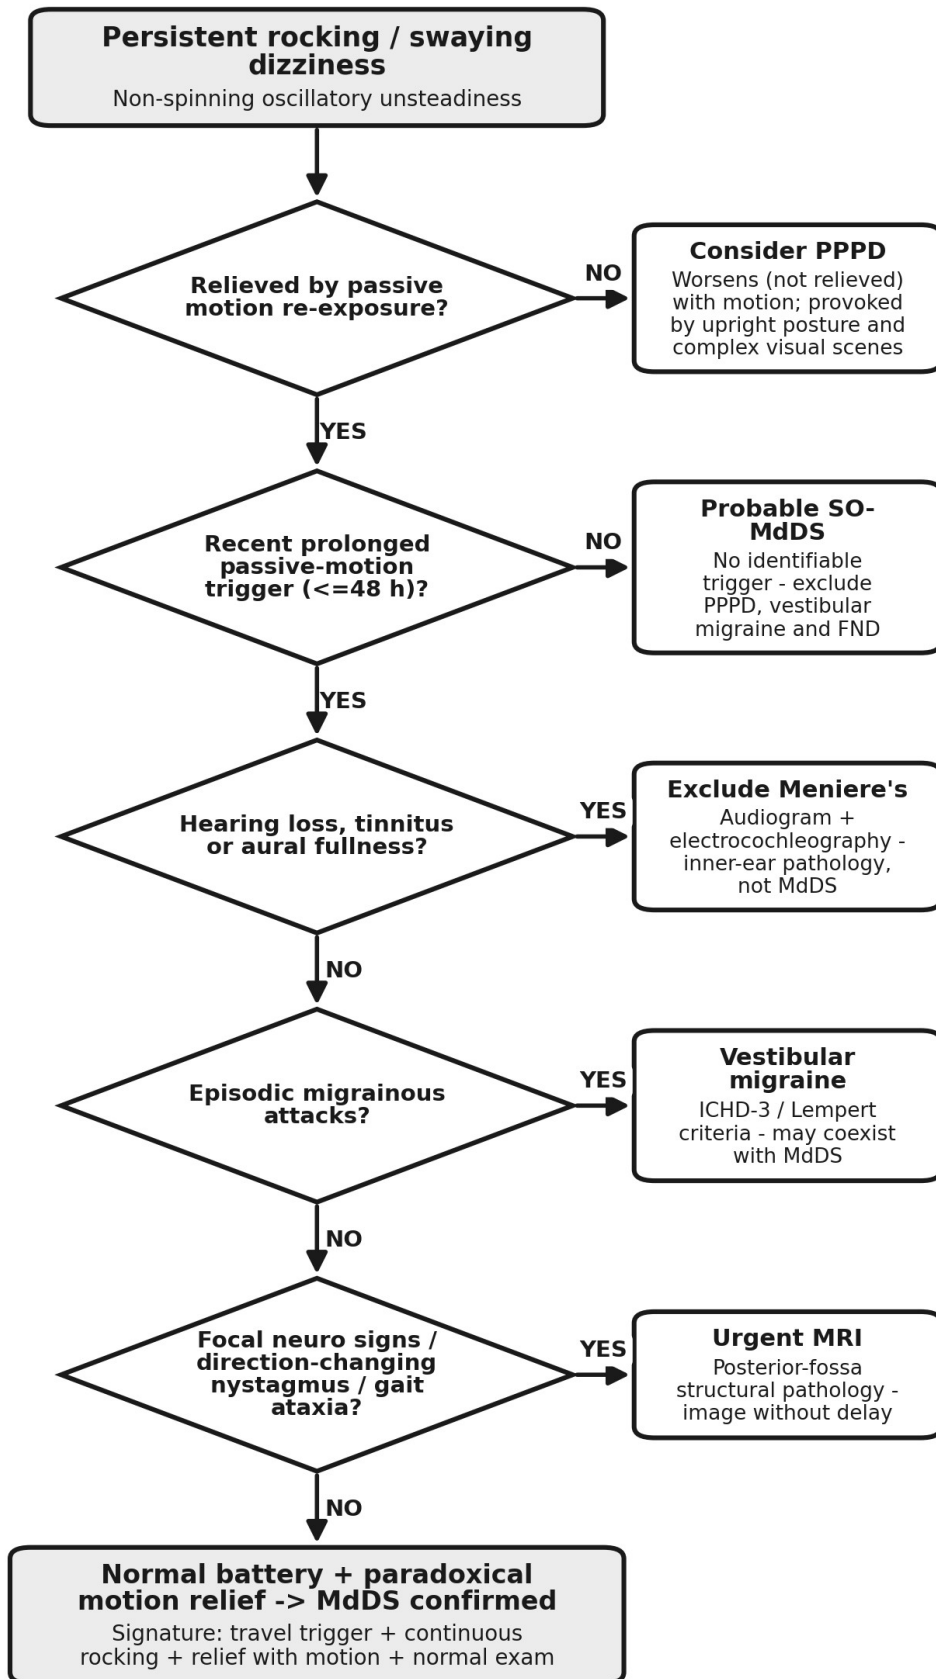 Persistent rocking / swaying
dizziness
Non-spinning oscillatory unsteadiness
Relieved by passive
motion re-exposure?
NO
Consider PPPD
Worsens (not relieved)
with motion; provoked
by upright posture and
complex visual scenes
YES
Recent prolonged
passive-motion
trigger (<=48 h)?
NO
Probable SO-
MdDS
No identifiable
trigger - exclude
PPPD, vestibular
migraine and FND
YES
Hearing loss, tinnitus
or aural fullness?
YES
Exclude Meniere's
Audiogram +
electrocochleography -
inner-ear pathology,
not MdDS
NO
Episodic migrainous
attacks?
YES
Vestibular
migraine
ICHD-3 / Lempert
criteria - may coexist
with MdDS
NO
Focal neuro signs /
direction-changing
nystagmus / gait
ataxia?
YES
Urgent MRI
Posterior-fossa
structural pathology -
image without delay
NO
Normal battery + paradoxical
motion relief -> MdDS confirmed
Signature: travel trigger + continuous
rocking + relief with motion + normal exam